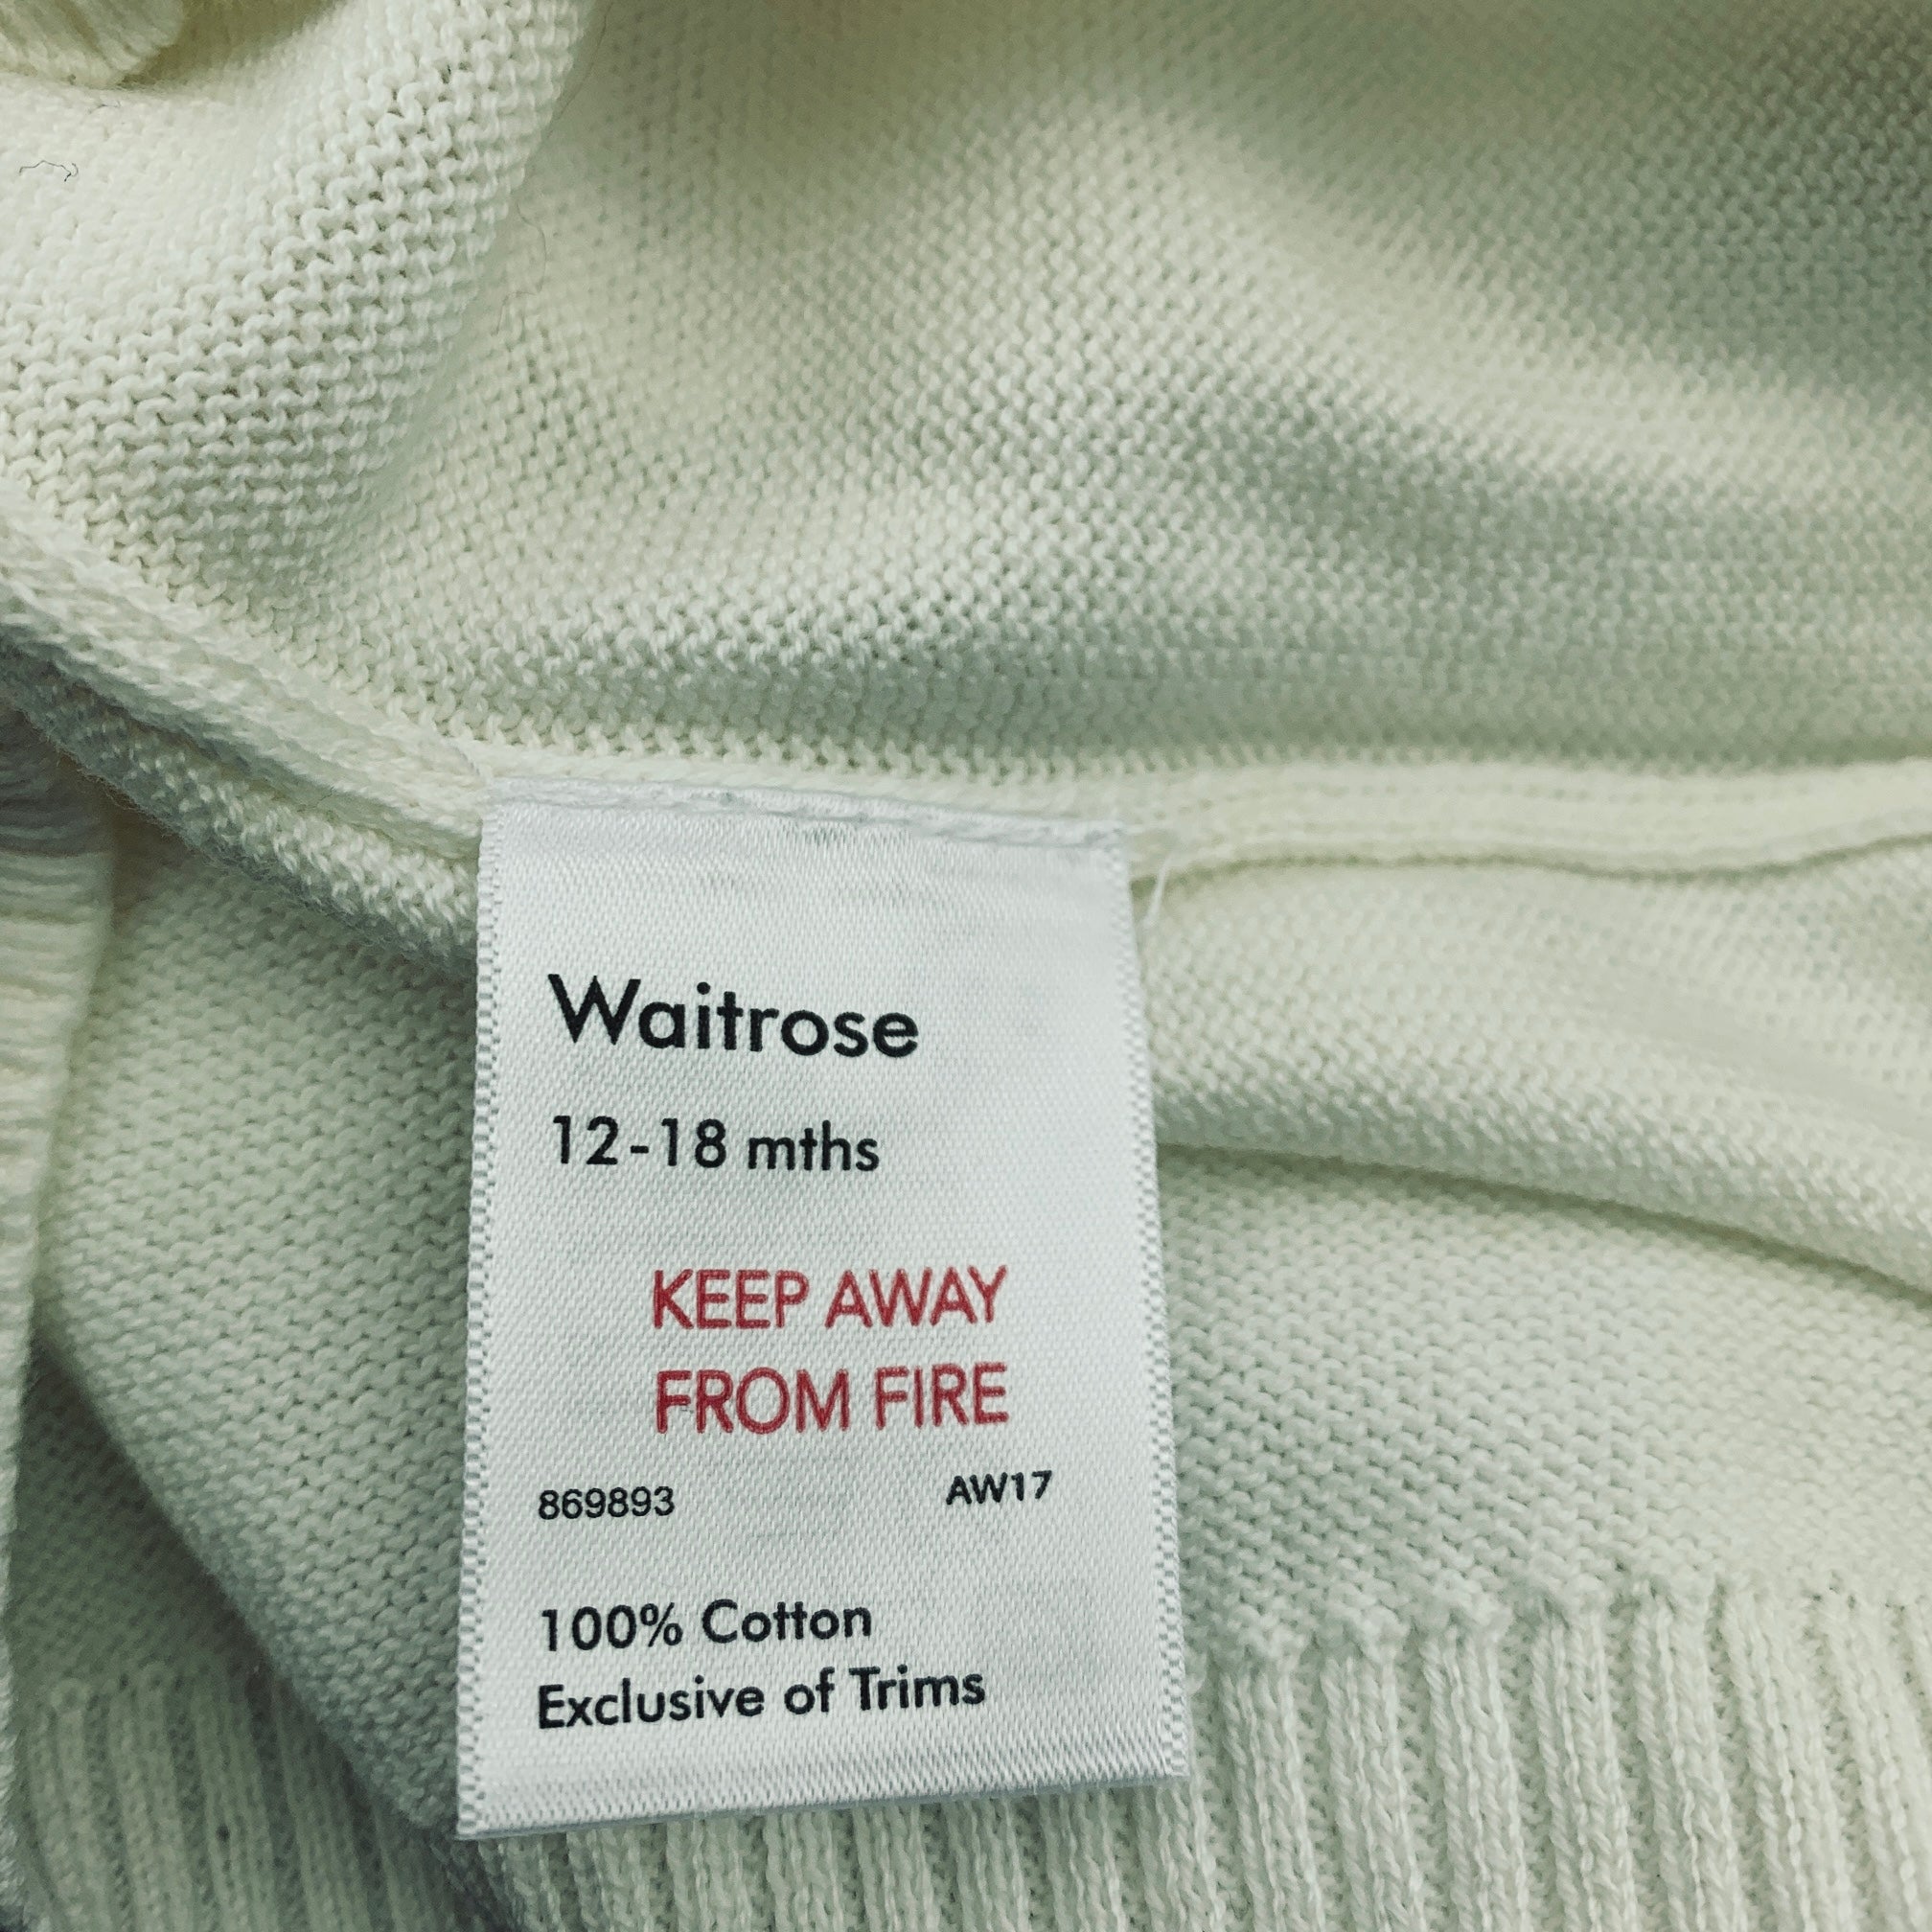 Waitrose
12-18 mths
KEEP AWAY
FROM FIRE
869893 AW17
100% Cotton
Exclusive of Trims